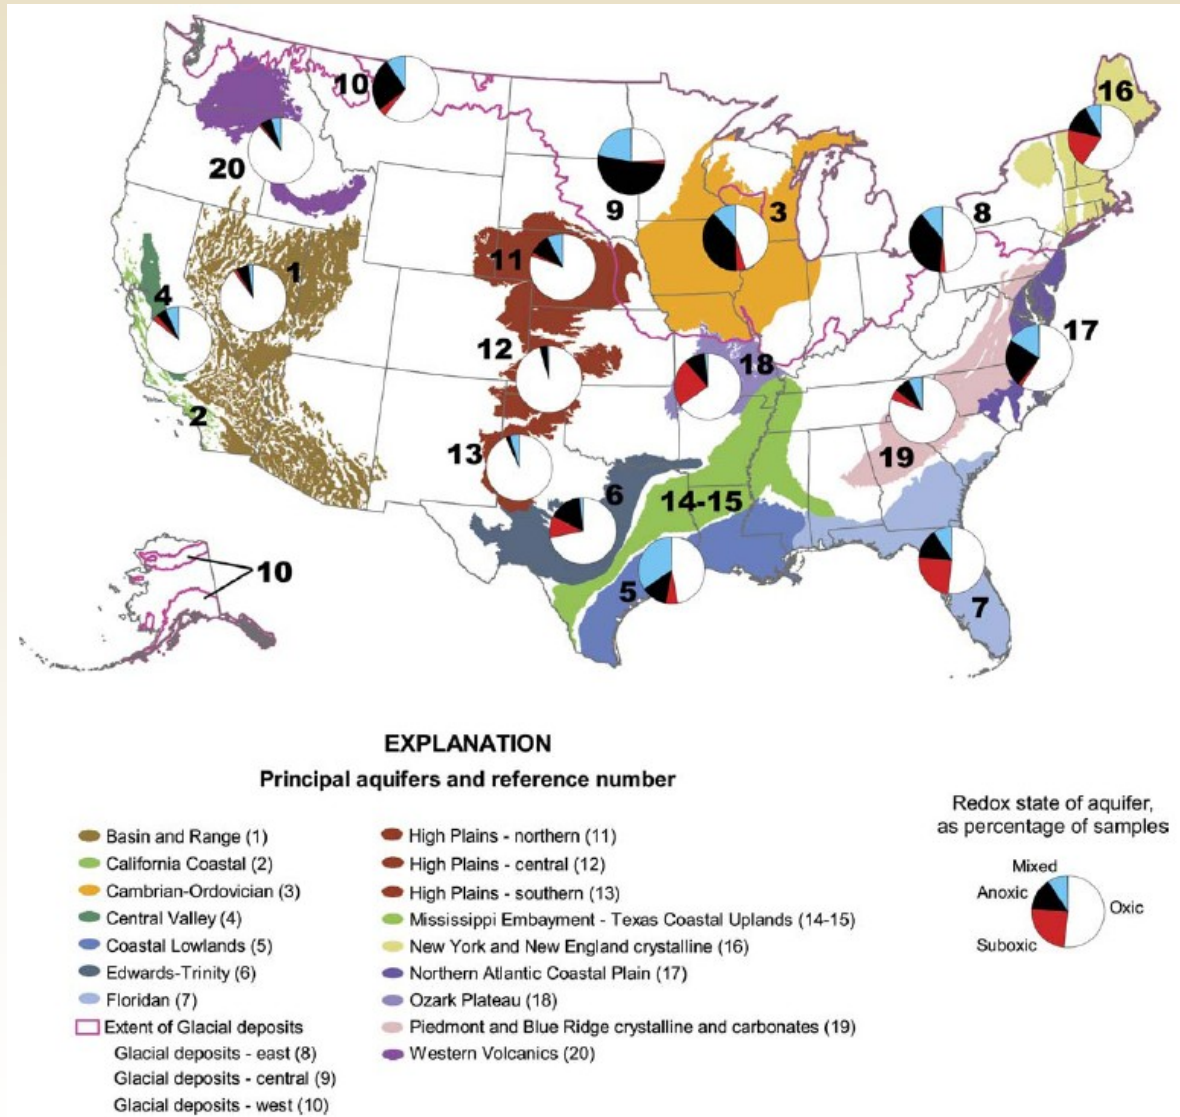 10
16
20
9
3
8
11
1
4
12
18
17
2
13
19
6
14-15
10
5
7
EXPLANATION
Principal aquifers and reference number
Basin and Range (1)
California Coastal (2)
Cambrian-Ordovician (3)
Central Valley (4)
Coastal Lowlands (5)
Edwards-Trinity (6)
Floridan (7)
Extent of Glacial deposits
Glacial deposits - east (8)
Glacial deposits - central (9)
Glacial deposits - west (10)
High Plains - northern (11)
High Plains - central (12)
High Plains - southern (13)
Mississippi Embayment - Texas Coastal Uplands (14-15)
New York and New England crystalline (16)
Northern Atlantic Coastal Plain (17)
Ozark Plateau (18)
Piedmont and Blue Ridge crystalline and carbonates (19)
Western Volcanics (20)
Redox state of aquifer,
as percentage of samples
Mixed
Anoxic
Oxic
Suboxic